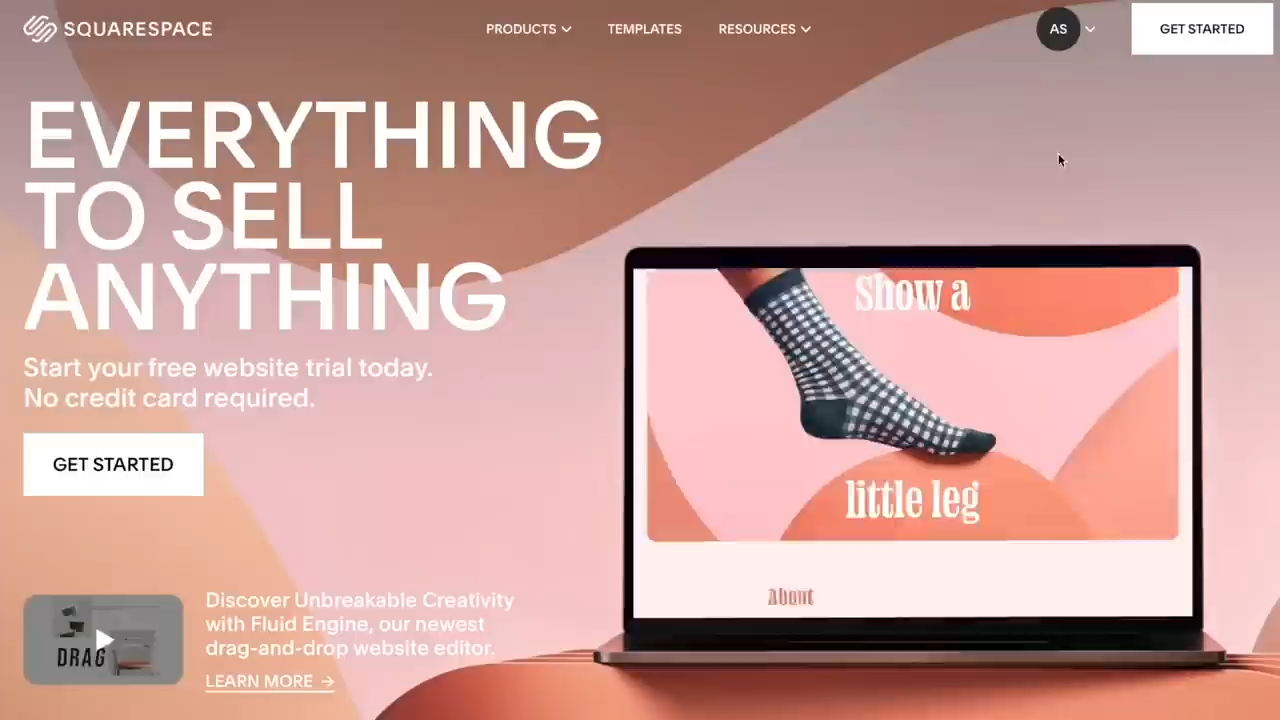 SQUARESPACE
PRODUCTS
TEMPLATES
RESOURCES
AS
GET STARTED
EVERYTHING
TO SELL
ANYTHING
Start your free website trial today.
No credit card required.
GET STARTED
Show a
little leg
About
DRAG
Discover Unbreakable Creativity
with Fluid Engine, our newest
drag-and-drop website editor.
LEARN MORE →